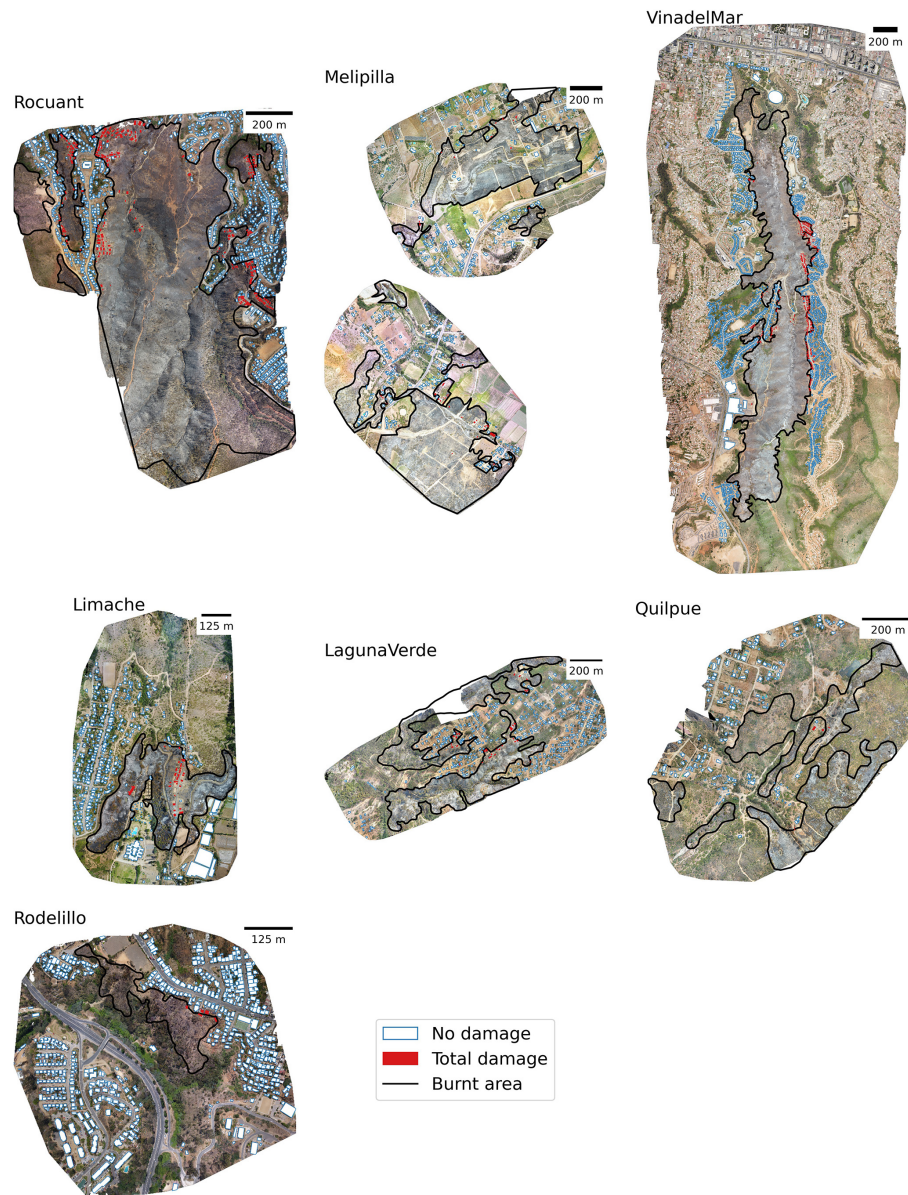 VinadelMar
200 m
Melipilla
200 m
Rocuant
200 m
Limache
125 m
LagunaVerde
200 m
Quilpue
200 m
Rodelillo
125 m
No damage
Total damage
Burnt area